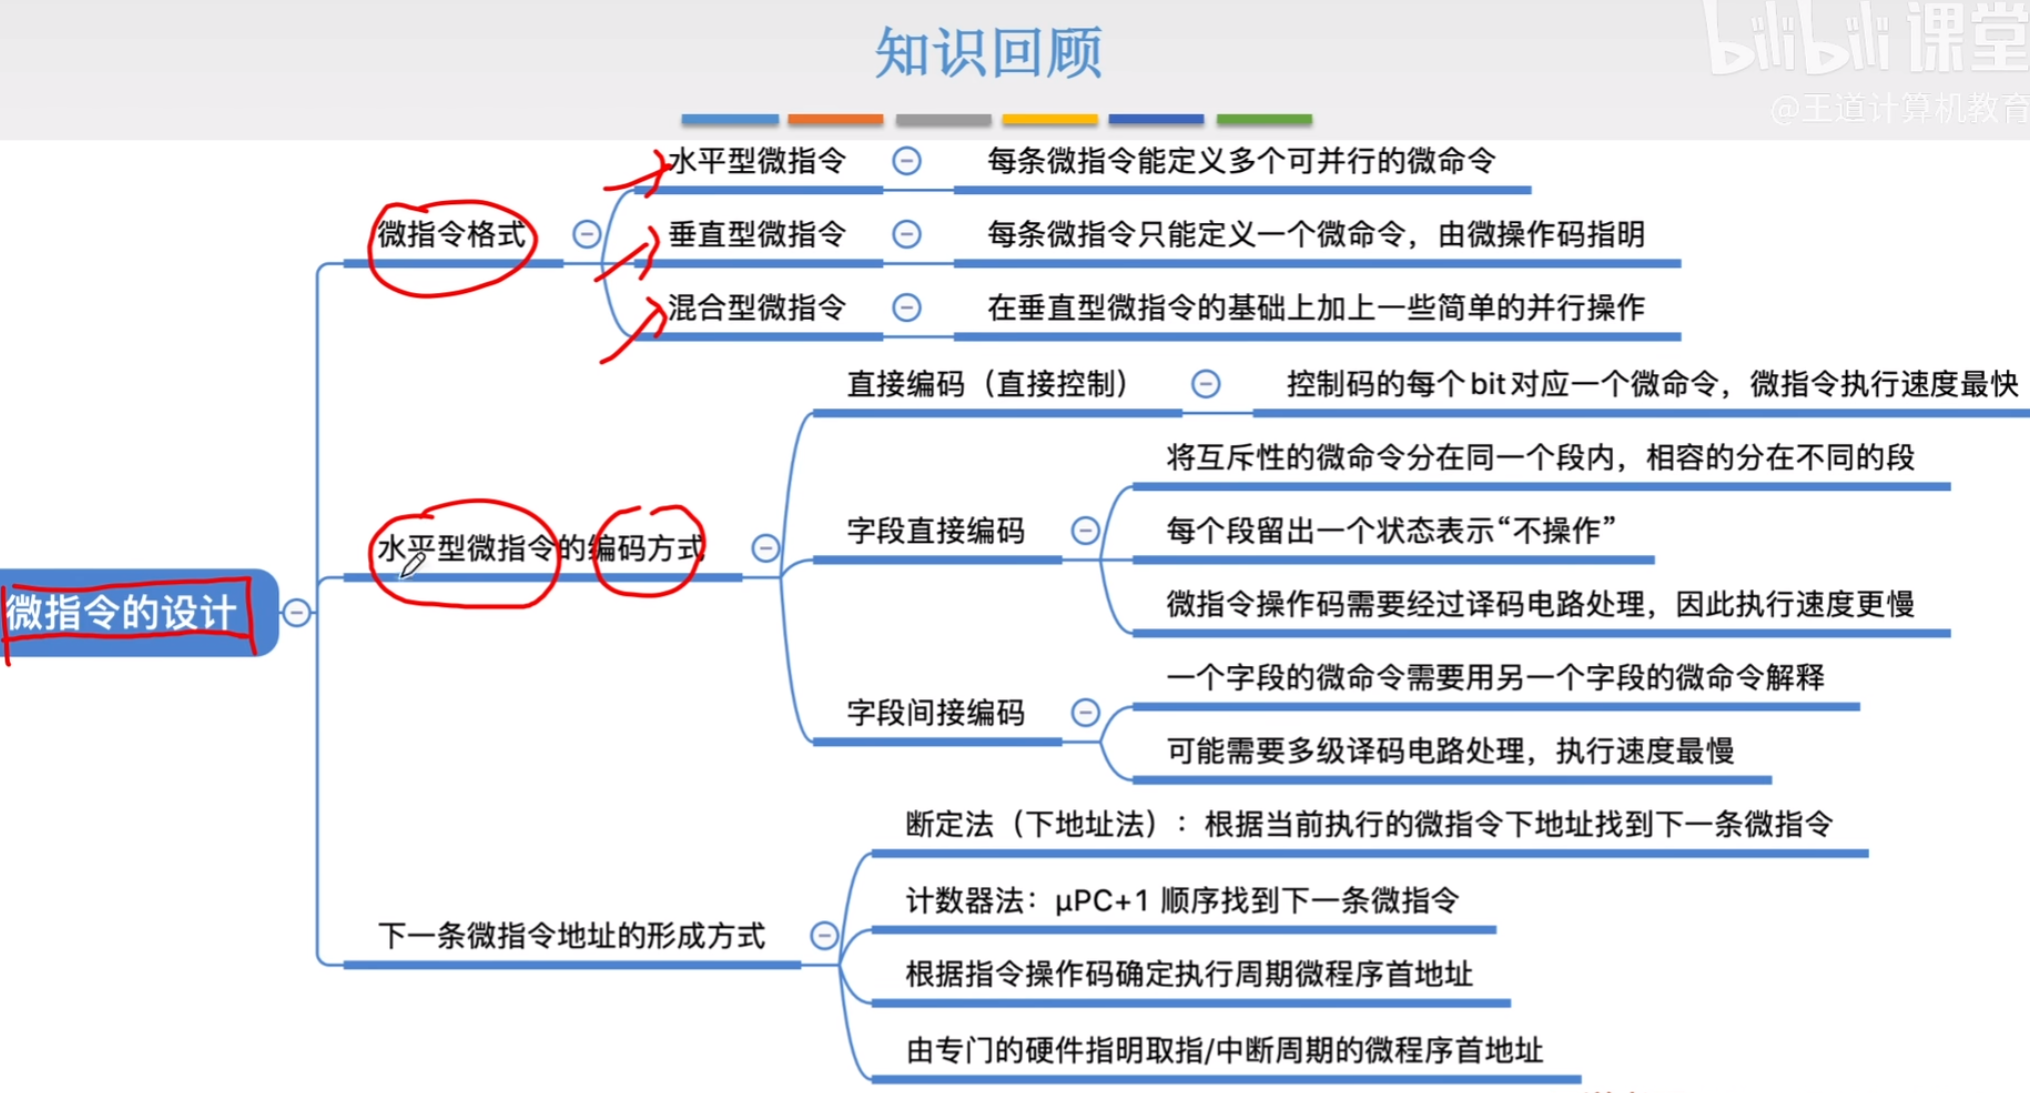 知识回顾
bilibili课堂
@王道计算机教育
微指令的设计
微指令格式
水平型微指令
每条微指令能定义多个可并行的微命令
垂直型微指令
每条微指令只能定义一个微命令，由微操作码指明
混合型微指令
在垂直型微指令的基础上加上一些简单的并行操作
水平型微指令的编码方式
直接编码（直接控制）
控制码的每个bit对应一个微命令，微指令执行速度最快
字段直接编码
将互斥性的微命令分在同一个段内，相容的分在不同的段
每个段留出一个状态表示“不操作”
微指令操作码需要经过译码电路处理，因此执行速度更慢
字段间接编码
一个字段的微命令需要用另一个字段的微命令解释
可能需要多级译码电路处理，执行速度最慢
下一条微指令地址的形成方式
断定法（下地址法）：根据当前执行的微指令下地址找到下一条微指令
计数器法：μPC+1 顺序找到下一条微指令
根据指令操作码确定执行周期微程序首地址
由专门的硬件指明取指/中断周期的微程序首地址